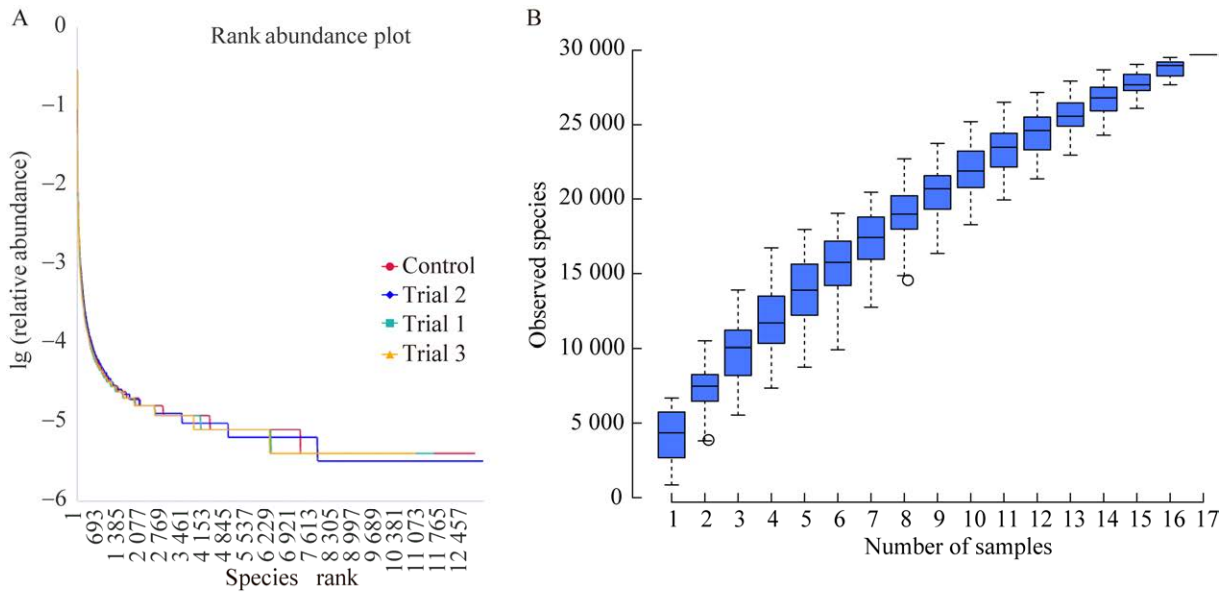 A
Rank abundance plot
0
−1
−2
−3
−4
−5
−6
lg (relative abundance)
Control
Trial 2
Trial 1
Trial 3
1
693
1 385
2 077
2 769
3 461
4 153
4 845
5 537
6 229
6 921
7 613
8 305
8 997
9 689
10 381
11 073
11 765
12 457
Species rank
B
30 000
25 000
20 000
15 000
10 000
5 000
0
Observed species
1 2 3 4 5 6 7 8 9 10 11 12 13 14 15 16 17
Number of samples